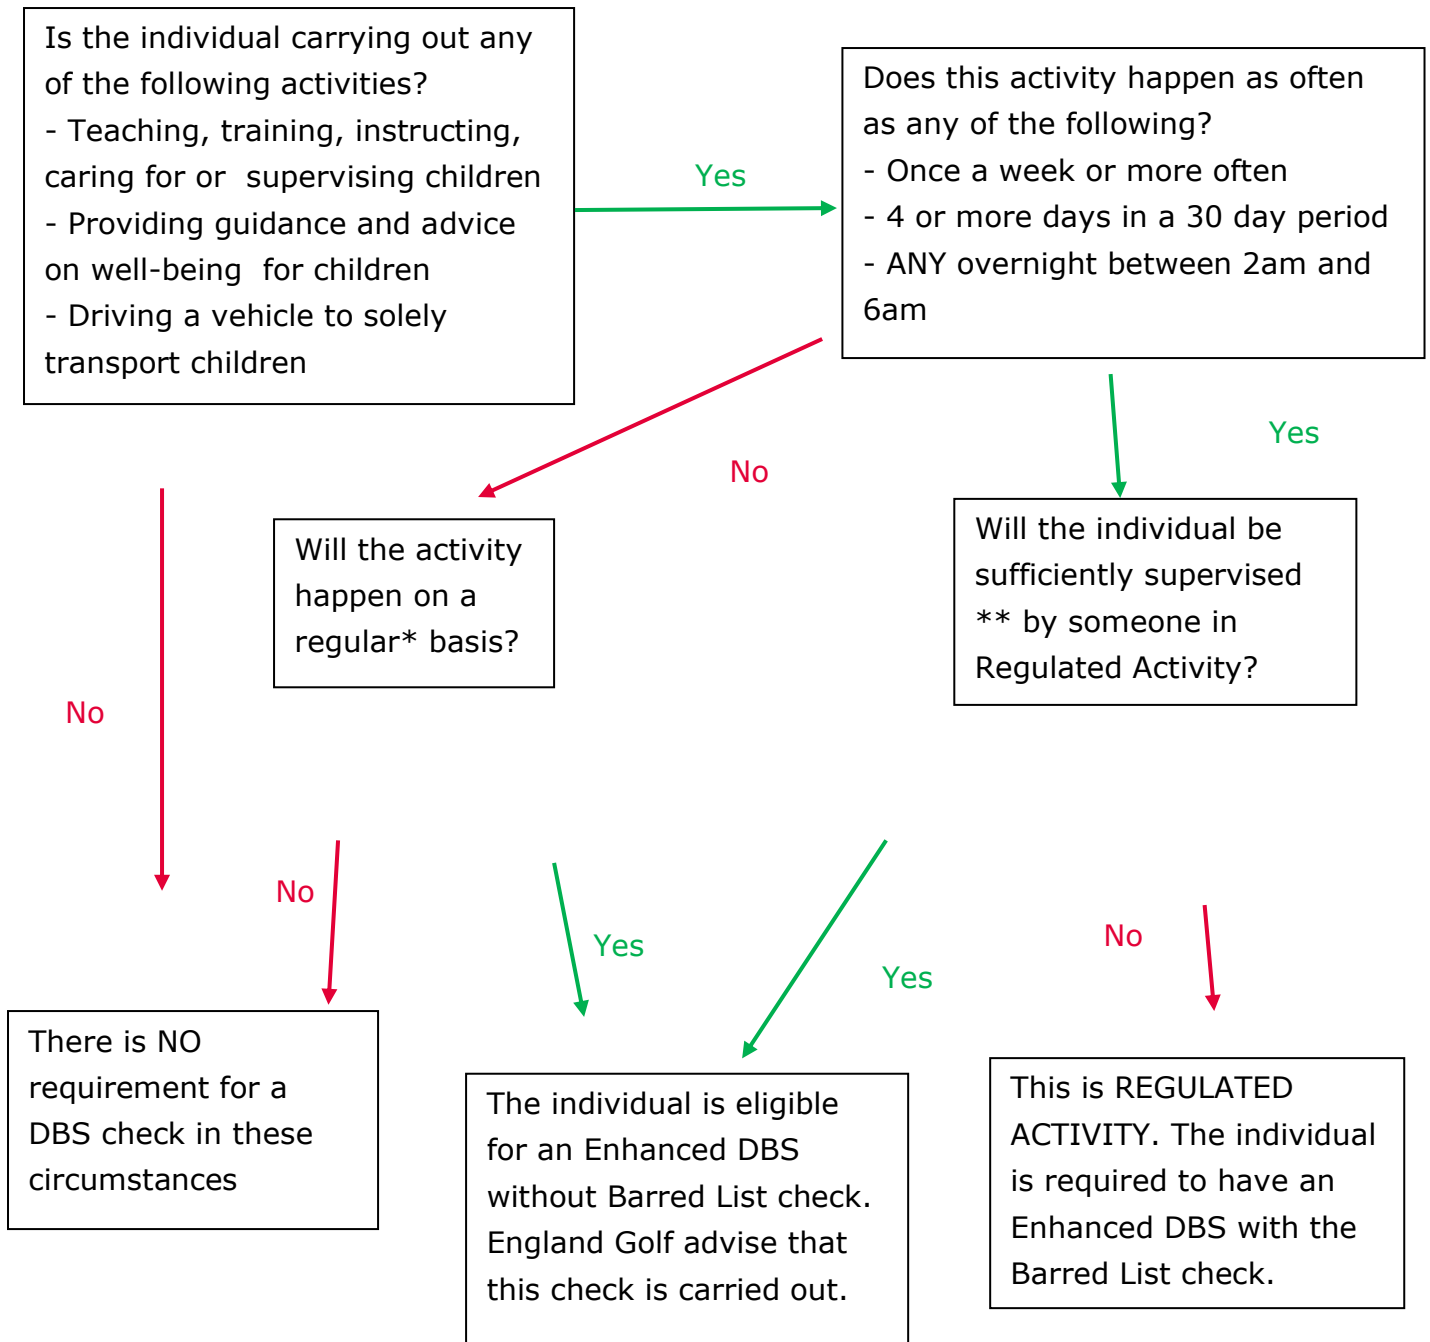 Is the individual carrying out any
of the following activities?
- Teaching, training, instructing,
caring for or  supervising children
- Providing guidance and advice
on well-being  for children
- Driving a vehicle to solely
transport children
Yes
Does this activity happen as often
as any of the following?
- Once a week or more often
- 4 or more days in a 30 day period
- ANY overnight between 2am and
6am
No
Yes
Will the activity
happen on a
regular* basis?
Will the individual be
sufficiently supervised
** by someone in
Regulated Activity?
No
No
Yes
Yes
No
There is NO
requirement for a
DBS check in these
circumstances
The individual is eligible
for an Enhanced DBS
without Barred List check.
England Golf advise that
this check is carried out.
This is REGULATED
ACTIVITY. The individual
is required to have an
Enhanced DBS with the
Barred List check.